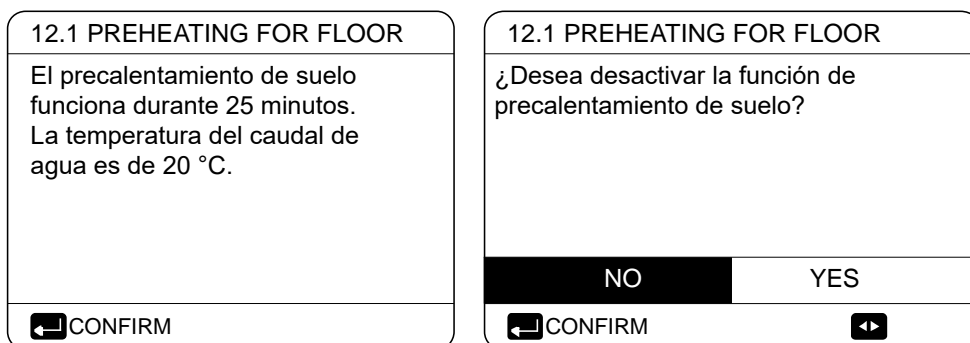 12.1 PREHEATING FOR FLOOR
El precalentamiento de suelo
funciona durante 25 minutos.
La temperatura del caudal de
agua es de 20 °C.
CONFIRM
12.1 PREHEATING FOR FLOOR
¿Desea desactivar la función de
precalentamiento de suelo?
NO YES
CONFIRM